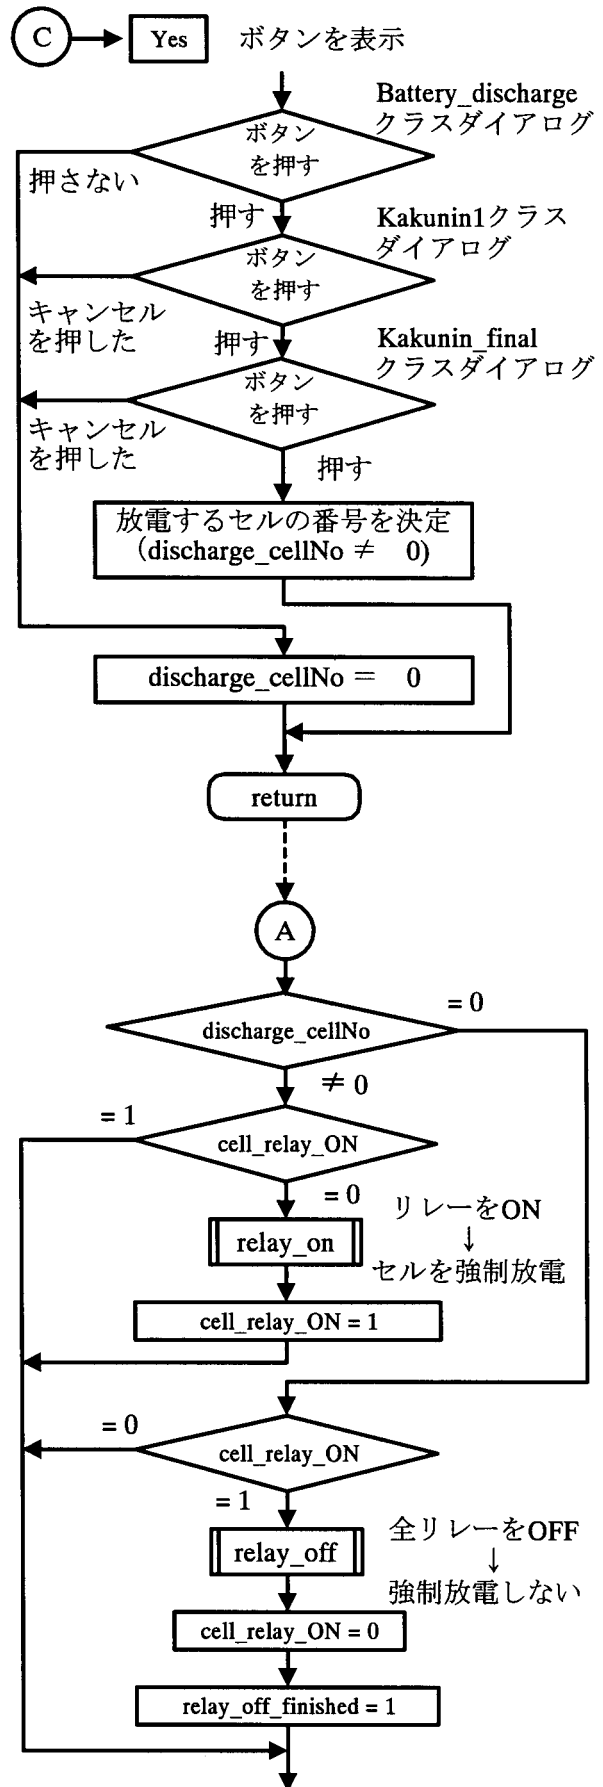 C
Yes
ボタンを表示
Battery_discharge
クラスダイアログ
ボタン
を押す
押さない
押す
Kakunin1クラス
ダイアログ
ボタン
を押す
キャンセル
を押した
押す
Kakunin_final
クラスダイアログ
ボタン
を押す
キャンセル
を押した
押す
放電するセルの番号を決定
(discharge_cellNo ≠ 0)
discharge_cellNo = 0
return
A
= 0
discharge_cellNo
≠ 0
= 1
cell_relay_ON
= 0
リレーをON
↓
セルを強制放電
relay_on
cell_relay_ON = 1
= 0
cell_relay_ON
= 1
全リレーをOFF
↓
強制放電しない
relay_off
cell_relay_ON = 0
relay_off_finished = 1